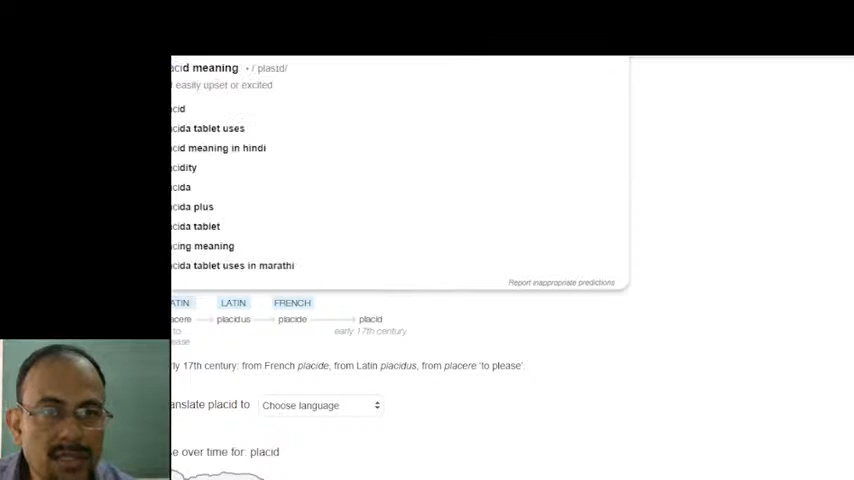 acid meaning • /ˈplasɪd/
easily upset or excited
acid
acida tablet uses
acid meaning in hindi
acidity
acida
acida plus
acida tablet
acing meaning
acida tablet uses in marathi
Report inappropriate predictions
ATIN LATIN FRENCH
acere placidus placide placid
to early 17th century
ease
rly 17th century: from French placide, from Latin placidus, from placere ‘to please’.
anslate placid to Choose language
se over time for: placid